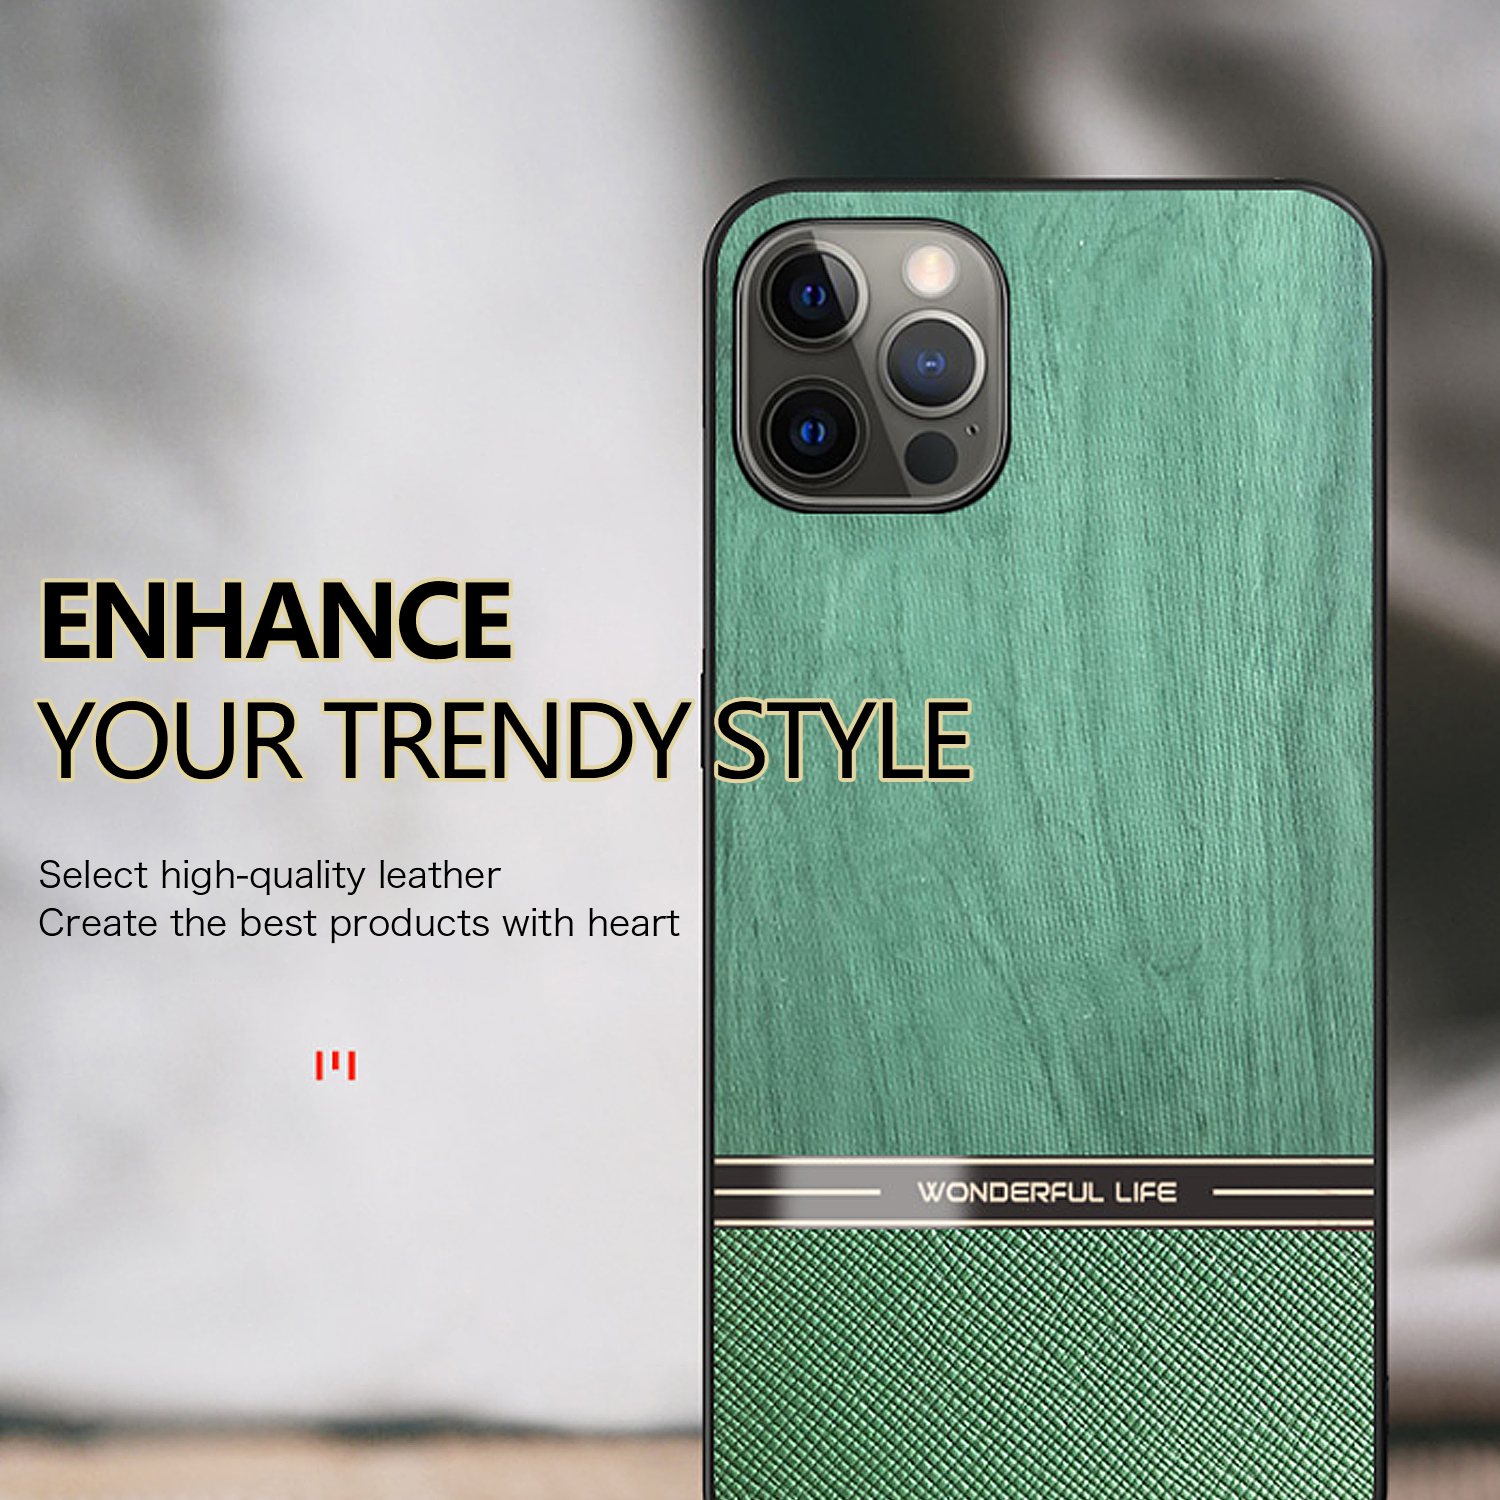 ENHANCE
YOUR TRENDY STYLE
Select high-quality leather
Create the best products with heart
WONDERFUL LIFE